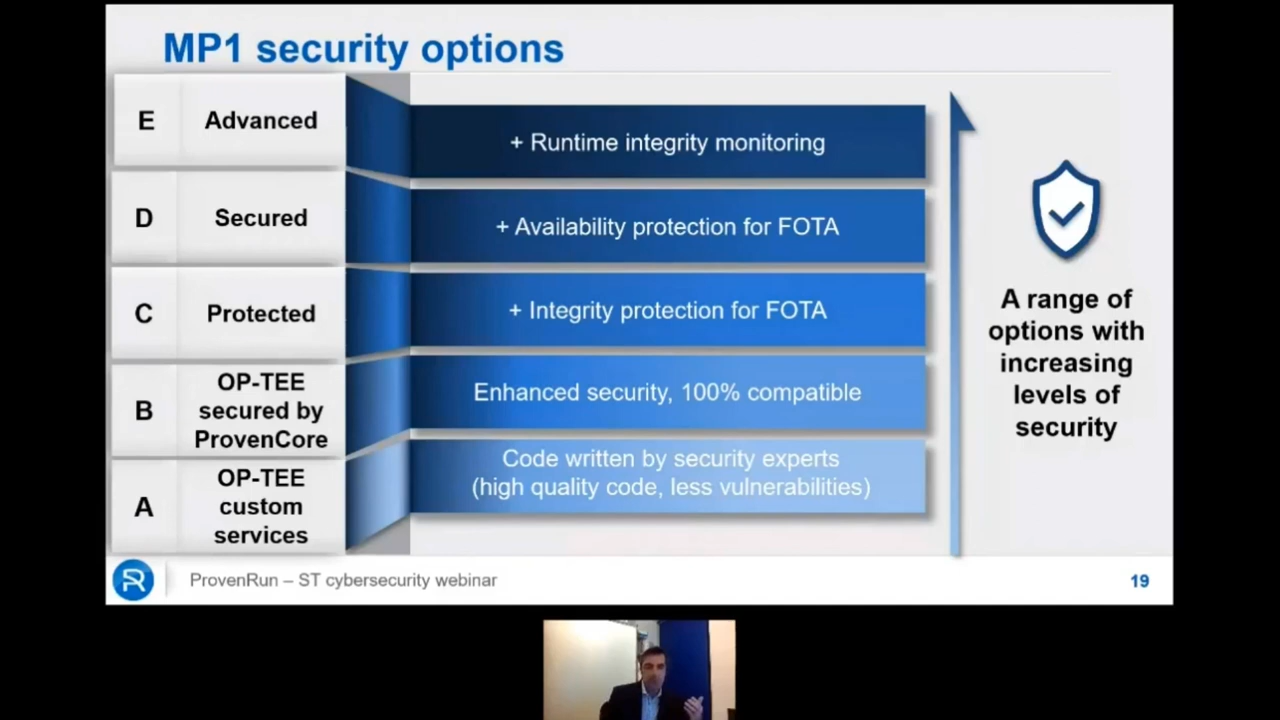 MP1 security options
E
Advanced
+ Runtime integrity monitoring
D
Secured
+ Availability protection for FOTA
C
Protected
+ Integrity protection for FOTA
B
OP-TEE
secured by
ProvenCore
Enhanced security, 100% compatible
A
OP-TEE
custom
services
Code written by security experts
(high quality code, less vulnerabilities)
A range of
options with
increasing
levels of
security
ProvenRun – ST cybersecurity webinar
19